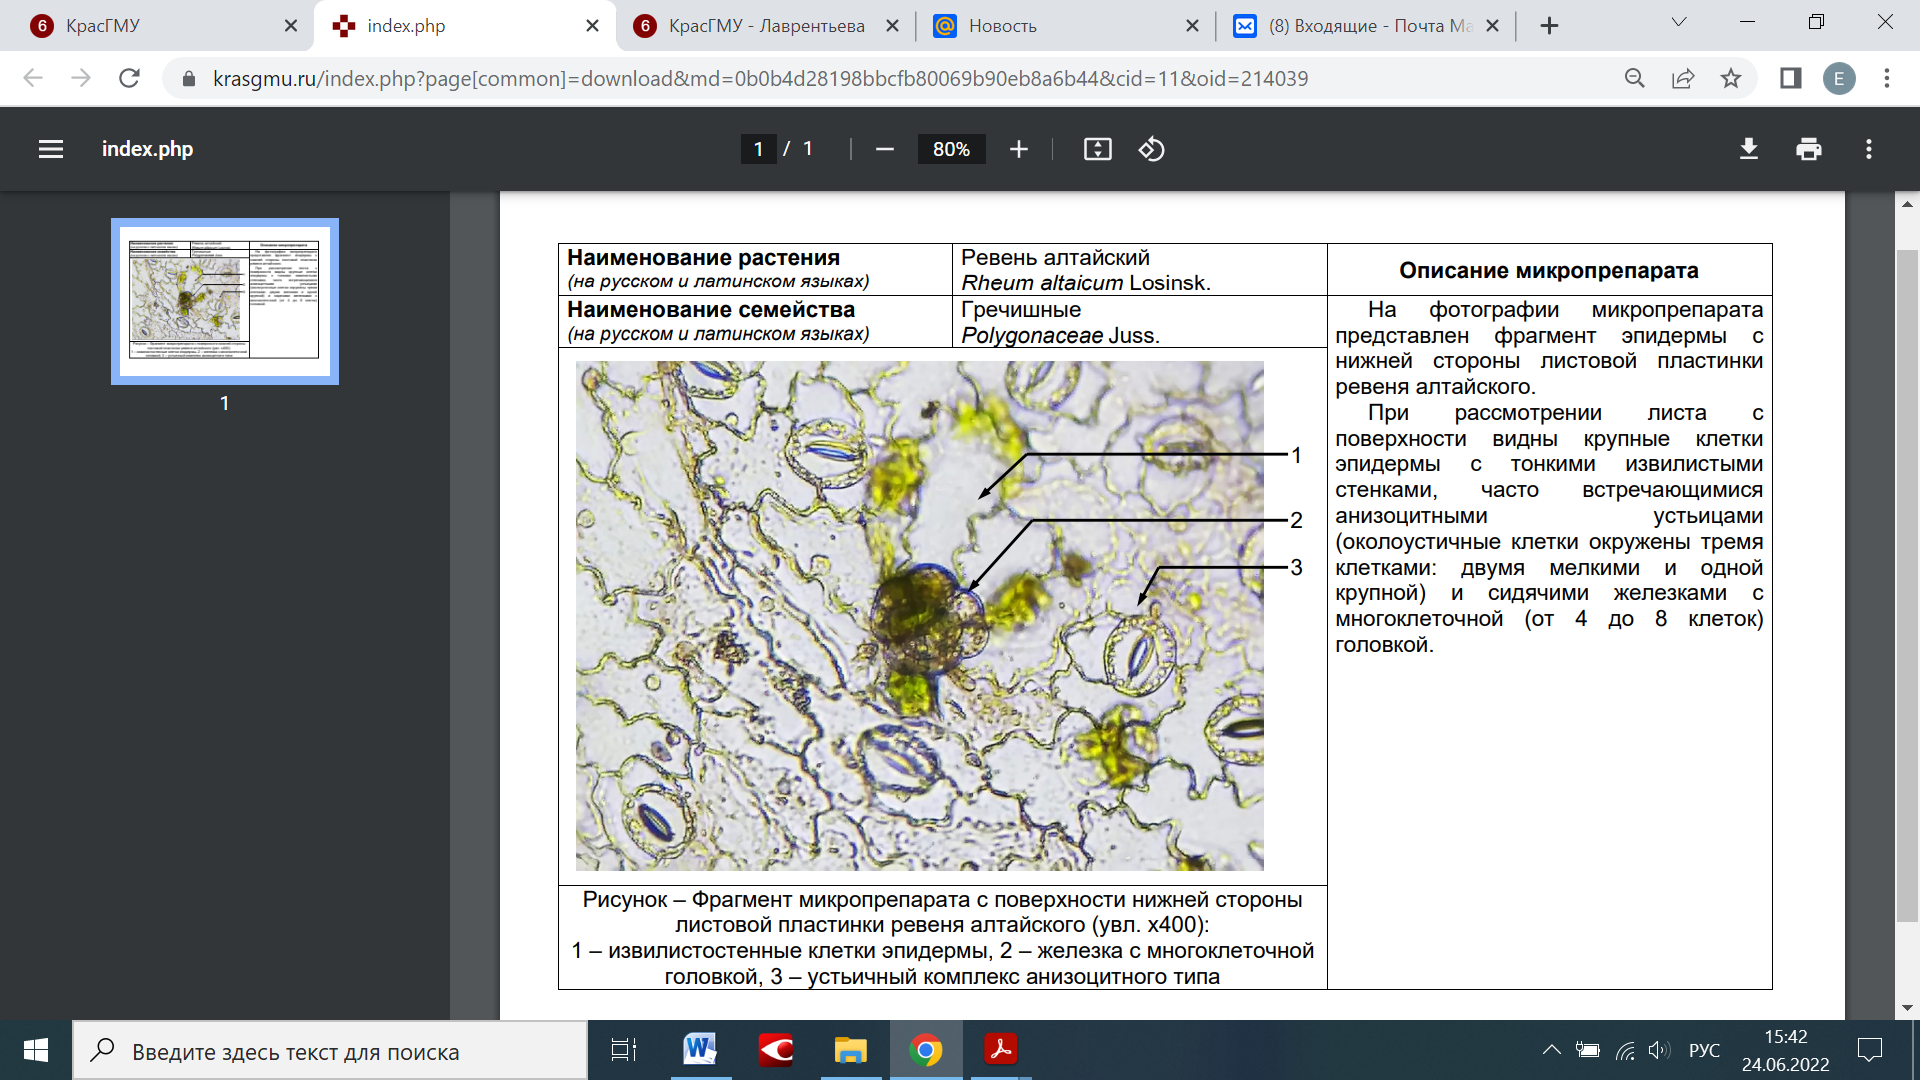 КрасГМУ
index.php
КрасГМУ - Лаврентьева
Новость
(8) Входящие - Почта Ма
krasgmu.ru/index.php?page[common]=download&md=0b0b4d28198bbcfb80069b90eb8a6b44&cid=11&oid=214039
E
index.php
1 / 1
80%
1
Наименование растения
(на русском и латинском языках)
Ревень алтайский
Rheum altaicum Losinsk.
Наименование семейства
(на русском и латинском языках)
Гречишные
Polygonaceae Juss.
1
2
3
Рисунок – Фрагмент микропрепарата с поверхности нижней стороны
листовой пластинки ревеня алтайского (увл. х400):
1 – извилистостенные клетки эпидермы, 2 – железка с многоклеточной
головкой, 3 – устьичный комплекс анизоцитного типа
Описание микропрепарата
На фотографии микропрепарата
представлен фрагмент эпидермы с
нижней стороны листовой пластинки
ревеня алтайского.
При рассмотрении листа с
поверхности видны крупные клетки
эпидермы с тонкими извилистыми
стенками, часто встречающимися
анизоцитными устьицами
(околоустичные клетки окружены тремя
клетками: двумя мелкими и одной
крупной) и сидячими железками с
многоклеточной (от 4 до 8 клеток)
головкой.
Введите здесь текст для поиска
РУС
15:42
24.06.2022